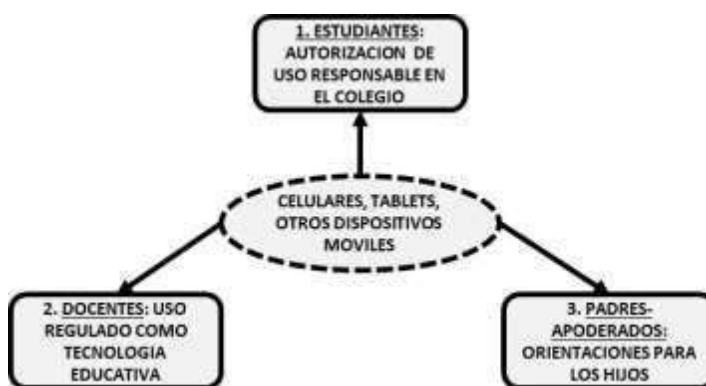 1. ESTUDIANTES:
AUTORIZACION DE
USO RESPONSABLE EN
EL COLEGIO
CELULARES, TABLETS,
OTROS DISPOSITIVOS
MOVILES
2. DOCENTES: USO
REGULADO COMO
TECNOLOGIA
EDUCATIVA
3. PADRES-
APODERADOS:
ORIENTACIONES PARA
LOS HIJOS